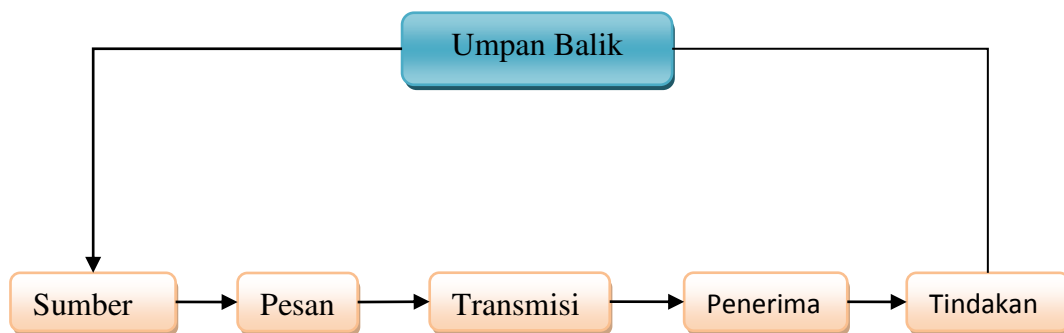 Umpan Balik
Sumber
Pesan
Transmisi
Penerima
Tindakan